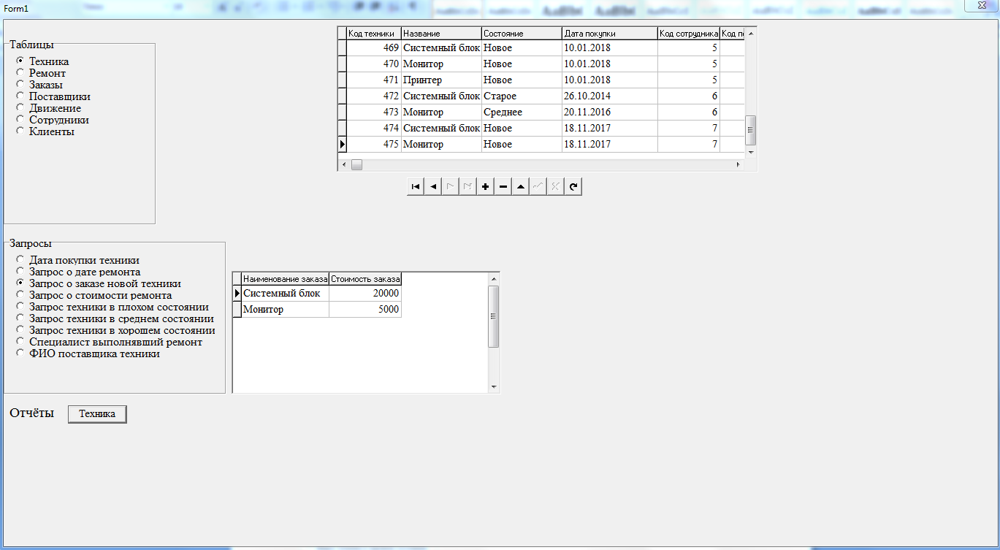 Form1
Таблицы
Техника
Ремонт
Заказы
Поставщики
Движение
Сотрудники
Клиенты
Код техники Название Состояние Дата покупки Код сотрудника
469 Системный блок Новое 10.01.2018 5
470 Монитор Новое 10.01.2018 5
471 Принтер Новое 10.01.2018 5
472 Системный блок Старое 26.10.2014 6
473 Монитор Среднее 20.11.2016 6
474 Системный блок Новое 18.11.2017 7
475 Монитор Новое 18.11.2017 7
Запросы
Дата покупки техники
Запрос о дате ремонта
Запрос о заказе новой техники
Запрос о стоимости ремонта
Запрос техники в плохом состоянии
Запрос техники в среднем состоянии
Запрос техники в хорошем состоянии
Специалист выполнявший ремонт
ФИО поставщика техники
Наименование заказа Стоимость заказа
Системный блок 20000
Монитор 5000
Отчёты Техника